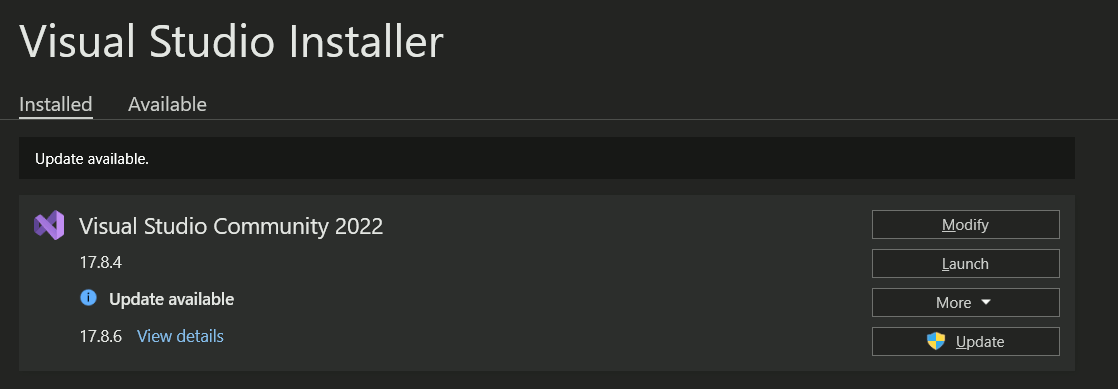 Visual Studio Installer
Installed Available
Update available.
Visual Studio Community 2022
Modify
17.8.4
Launch
Update available
More
17.8.6 View details
Update